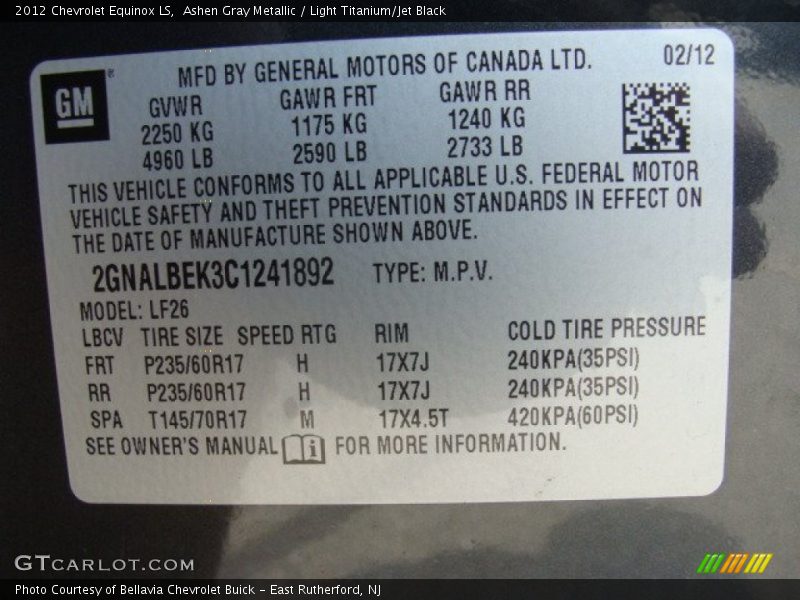 2012 Chevrolet Equinox LS,  Ashen Gray Metallic / Light Titanium/Jet Black
GM®
MFD BY GENERAL MOTORS OF CANADA LTD. 02/12
GVWR GAWR FRT GAWR RR
2250 KG 1175 KG 1240 KG
4960 LB 2590 LB 2733 LB
THIS VEHICLE CONFORMS TO ALL APPLICABLE U.S. FEDERAL MOTOR
VEHICLE SAFETY AND THEFT PREVENTION STANDARDS IN EFFECT ON
THE DATE OF MANUFACTURE SHOWN ABOVE.
2GNALBEK3C1241892 TYPE: M.P.V.
MODEL: LF26
LBCV TIRE SIZE SPEED RTG RIM COLD TIRE PRESSURE
FRT P235/60R17 H 17X7J 240KPA(35PSI)
RR P235/60R17 H 17X7J 240KPA(35PSI)
SPA T145/70R17 M 17X4.5T 420KPA(60PSI)
SEE OWNER'S MANUAL i FOR MORE INFORMATION.
GTCARLOT.COM
Photo Courtesy of Bellavia Chevrolet Buick - East Rutherford, NJ